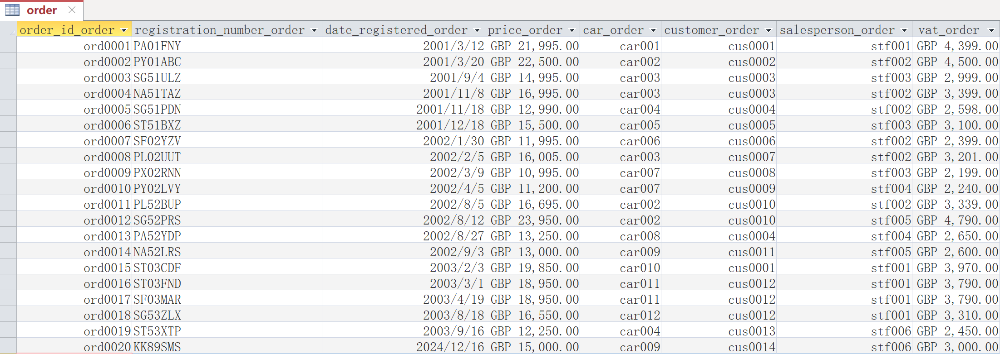 order
order_id_order registration_number_order date_registered_order price_order car_order customer_order salesperson_order vat_order
ord0001 PA01FNY 2001/3/12 GBP 21,995.00 car001 cus0001 stf001 GBP 4,399.00
ord0002 PY01ABC 2001/3/20 GBP 22,500.00 car002 cus0002 stf002 GBP 4,500.00
ord0003 SG51ULZ 2001/9/4 GBP 14,995.00 car003 cus0003 stf003 GBP 2,999.00
ord0004 NA51TAZ 2001/11/8 GBP 16,995.00 car003 cus0003 stf002 GBP 3,399.00
ord0005 SG51PDN 2001/11/18 GBP 12,990.00 car004 cus0004 stf002 GBP 2,598.00
ord0006 ST51BXZ 2001/12/18 GBP 15,500.00 car005 cus0005 stf003 GBP 3,100.00
ord0007 SF02YZV 2002/1/30 GBP 11,995.00 car006 cus0006 stf002 GBP 2,399.00
ord0008 PL02UUT 2002/2/5 GBP 16,005.00 car003 cus0007 stf002 GBP 3,201.00
ord0009 PX02RNN 2002/3/9 GBP 10,995.00 car007 cus0008 stf003 GBP 2,199.00
ord0010 PY02LVY 2002/4/5 GBP 11,200.00 car007 cus0009 stf004 GBP 2,240.00
ord0011 PL52BUP 2002/8/5 GBP 16,695.00 car002 cus0010 stf002 GBP 3,339.00
ord0012 SG52PRS 2002/8/12 GBP 23,950.00 car002 cus0010 stf005 GBP 4,790.00
ord0013 PA52YDP 2002/8/27 GBP 13,250.00 car008 cus0004 stf004 GBP 2,650.00
ord0014 NA52LRS 2002/9/3 GBP 13,000.00 car009 cus0011 stf005 GBP 2,600.00
ord0015 ST03CDF 2003/2/3 GBP 19,850.00 car010 cus0001 stf001 GBP 3,970.00
ord0016 ST03FND 2003/3/1 GBP 18,950.00 car011 cus0012 stf001 GBP 3,790.00
ord0017 SF03MAR 2003/4/19 GBP 18,950.00 car011 cus0012 stf001 GBP 3,790.00
ord0018 SG53ZLX 2003/8/18 GBP 16,550.00 car012 cus0012 stf001 GBP 3,310.00
ord0019 ST53XTP 2003/9/16 GBP 12,250.00 car004 cus0013 stf006 GBP 2,450.00
ord0020 KK89SMS 2024/12/16 GBP 15,000.00 car009 cus0014 stf006 GBP 3,000.00